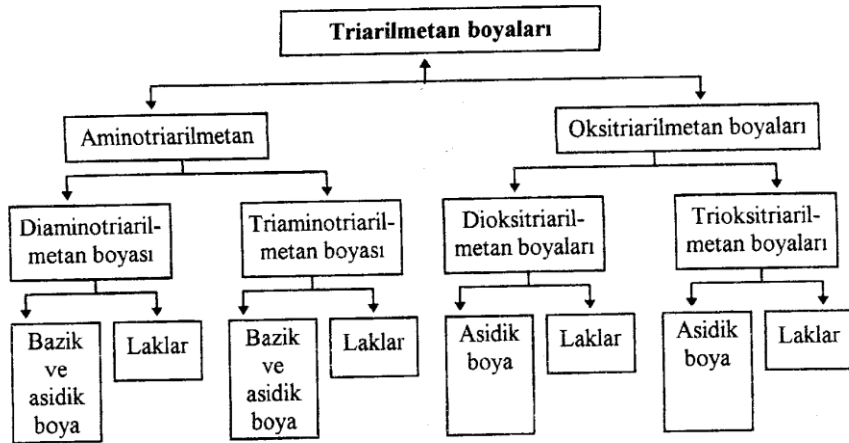 Triarilmetan boyaları
Aminotriarilmetan
Oksitriarilmetan boyaları
Diaminotriaril-
metan boyası
Triaminotriaril-
metan boyası
Dioksitriaril-
metan boyaları
Trioksitriaril-
metan boyaları
Bazik
ve
asidik
boya
Laklar
Bazik
ve
asidik
boya
Laklar
Asidik
boya
Laklar
Asidik
boya
Laklar